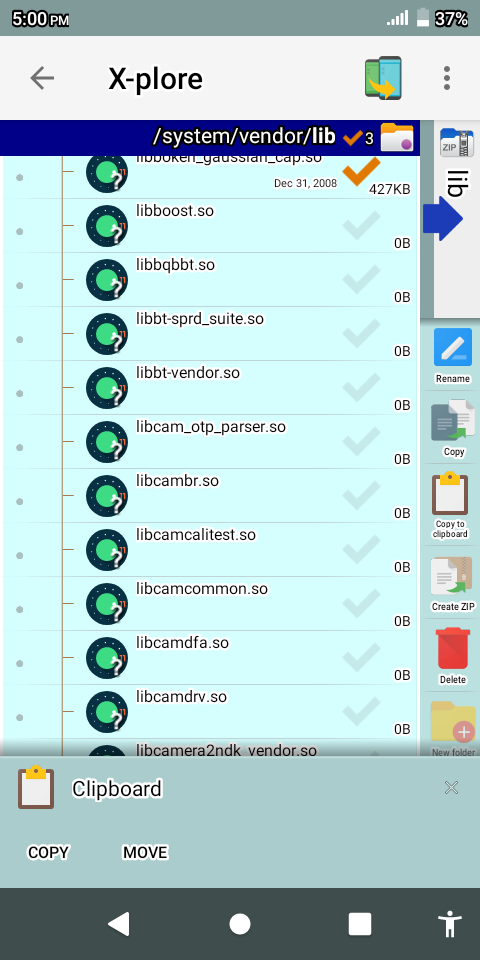 5:00 PM
37%
X-plore
/system/vendor/lib
3
ZIP
lib
libboken_gaussian_cap.so
Dec 31, 2008
427KB
libboost.so
0B
libbqbbt.so
0B
libbt-sprd_suite.so
0B
libbt-vendor.so
0B
libcam_otp_parser.so
0B
libcambr.so
0B
libcamcalitest.so
0B
libcamcommon.so
0B
libcamdfa.so
0B
libcamdrv.so
0B
libcamera2ndk_vendor.so
Rename
Copy
Copy to
clipboard
Create ZIP
Delete
New folder
Clipboard
COPY
MOVE